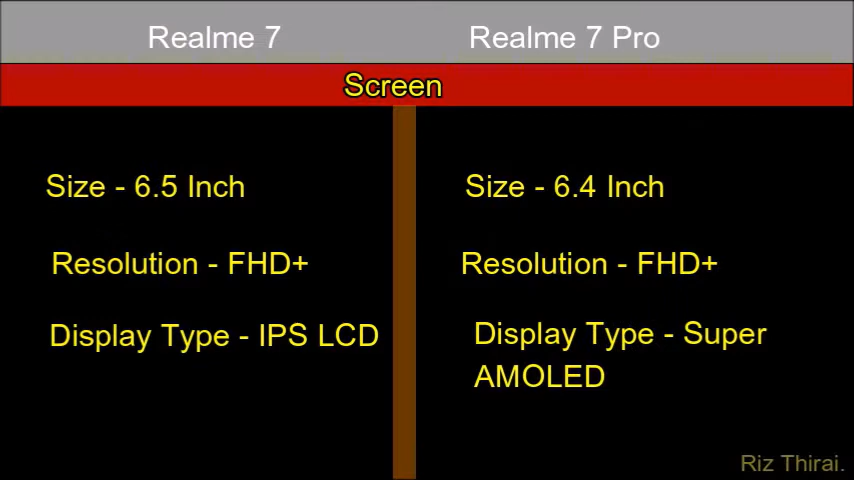 Realme 7
Realme 7 Pro
Screen
Size - 6.5 Inch
Resolution - FHD+
Display Type - IPS LCD
Size - 6.4 Inch
Resolution - FHD+
Display Type - Super
AMOLED
Riz Thirai.